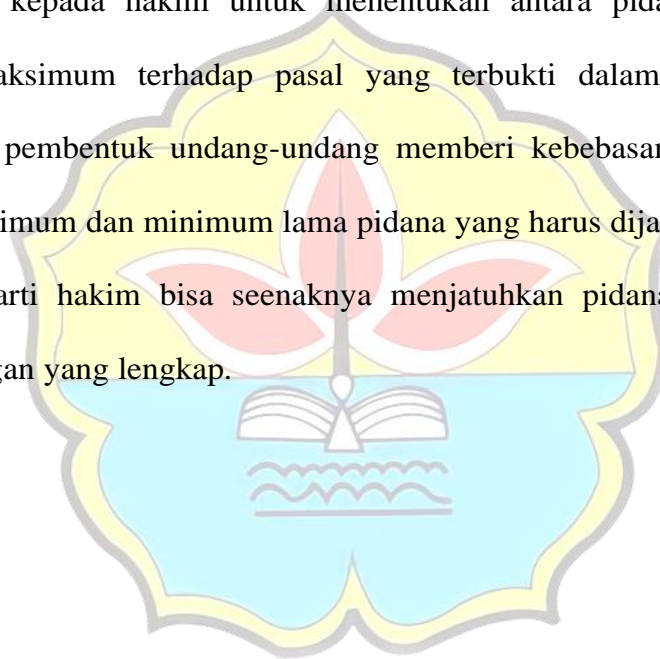 kepada hakim untuk menentukan antara pida
aksimum terhadap pasal yang terbukti dalam
pembentuk undang-undang memberi kebebasan
imum dan minimum lama pidana yang harus dija
arti hakim bisa seenaknya menjatuhkan pidana
gan yang lengkap.